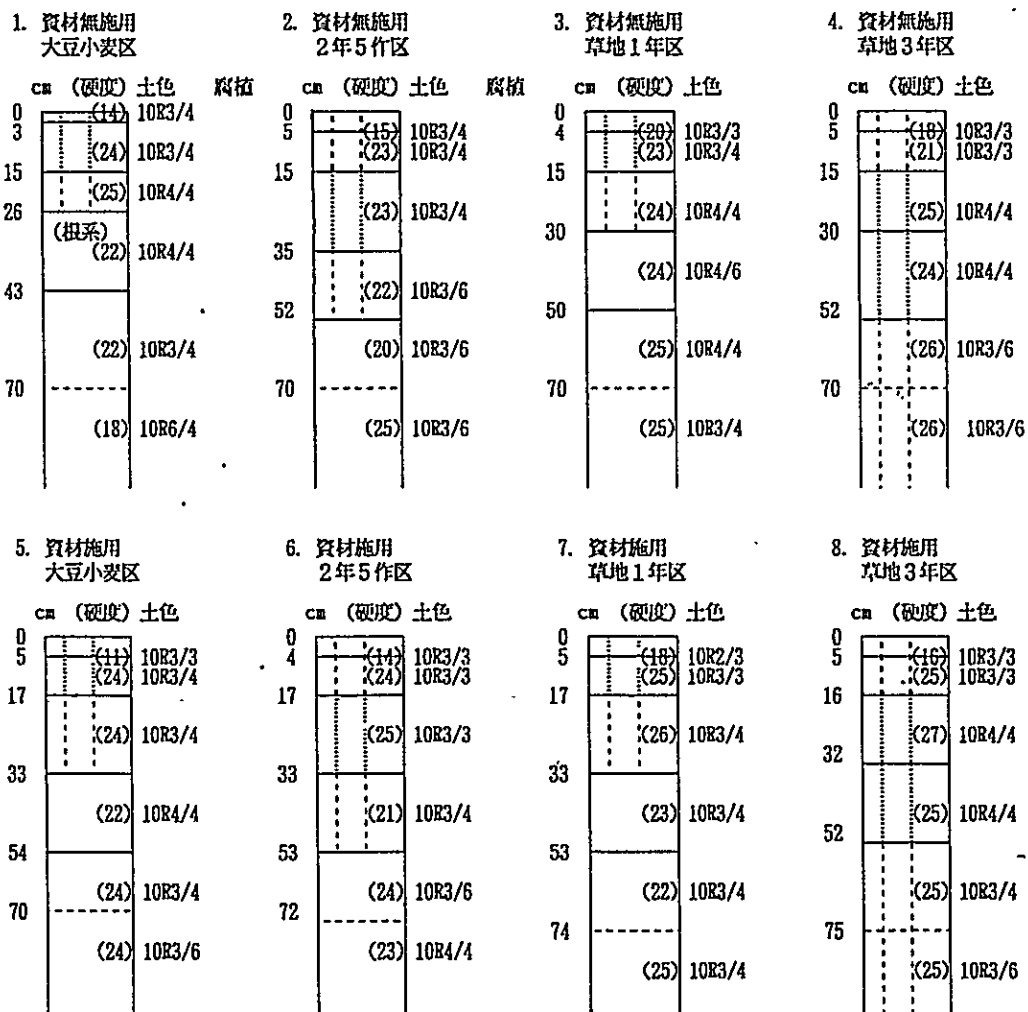 1. 資材無施用
大豆小麦区
cm (硬度) 土色 腐植
0 (14) 10R3/4
3
(24) 10R3/4
15
(25) 10R4/4
26
(根系)
(22) 10R4/4
43
(22) 10R3/4
70
(18) 10R6/4
2. 資材無施用
2年5作区
cm (硬度) 土色 腐植
0
5 (15) 10R3/4
(23) 10R3/4
15
(23) 10R3/4
35
(22) 10R3/6
52
(20) 10R3/6
70
(25) 10R3/6
3. 資材無施用
草地1年区
cm (硬度) 土色
0
4 (20) 10R3/3
(23) 10R3/4
15
(24) 10R4/4
30
(24) 10R4/6
50
(25) 10R4/4
70
(25) 10R3/4
4. 資材無施用
草地3年区
cm (硬度) 土色
0
5 (18) 10R3/3
(21) 10R3/3
15
(25) 10R4/4
30
(24) 10R4/4
52
(26) 10R3/6
70
(26) 10R3/6
5. 資材施用
大豆小麦区
cm (硬度) 土色
0
5 (11) 10R3/3
(24) 10R3/4
17
(24) 10R3/4
33
(22) 10R4/4
54
(24) 10R3/4
70
(24) 10R3/6
6. 資材施用
2年5作区
cm (硬度) 土色
0
4 (14) 10R3/3
(24) 10R3/3
17
(25) 10R3/3
33
(21) 10R3/4
53
(24) 10R3/6
72
(23) 10R4/4
7. 資材施用
草地1年区
cm (硬度) 土色
0
5 (18) 10R2/3
(25) 10R3/3
17
(26) 10R3/4
33
(23) 10R3/4
53
(22) 10R3/4
74
(25) 10R3/4
8. 資材施用
草地3年区
cm (硬度) 土色
0
5 (16) 10R3/3
(25) 10R3/3
16
(27) 10R4/4
32
(25) 10R4/4
52
(25) 10R3/4
75
(25) 10R3/6